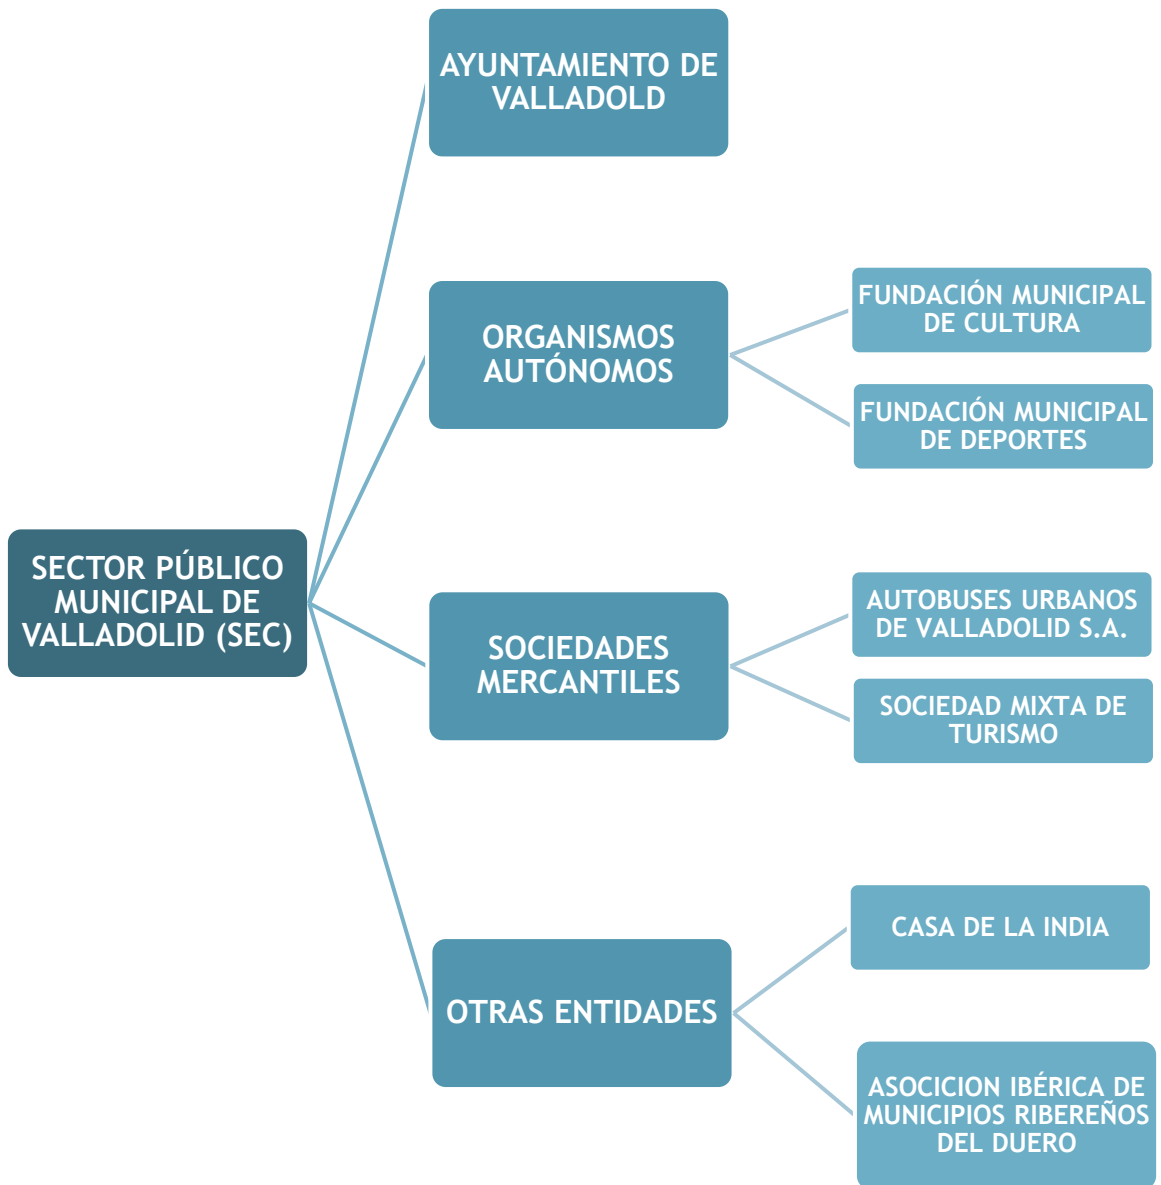 AYUNTAMIENTO DE
VALLADOLD
ORGANISMOS
AUTÓNOMOS
FUNDACIÓN MUNICIPAL
DE CULTURA
FUNDACIÓN MUNICIPAL
DE DEPORTES
SECTOR PÚBLICO
MUNICIPAL DE
VALLADOLID (SEC)
SOCIEDADES
MERCANTILES
AUTOBUSES URBANOS
DE VALLADOLID S.A.
SOCIEDAD MIXTA DE
TURISMO
OTRAS ENTIDADES
CASA DE LA INDIA
ASOCICION IBÉRICA DE
MUNICIPIOS RIBEREÑOS
DEL DUERO